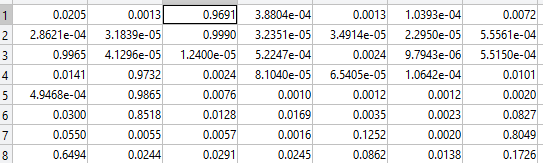 1 0.0205 0.0013 0.9691 3.8804e-04 0.0013 1.0393e-04 0.0072
2 2.8621e-04 3.1839e-05 0.9990 3.2351e-05 3.4914e-05 2.2950e-05 5.5561e-04
3 0.9965 4.1296e-05 1.2400e-05 5.2247e-04 0.0024 9.7943e-06 5.5150e-04
4 0.0141 0.9732 0.0024 8.1040e-05 6.5405e-05 1.0642e-04 0.0101
5 4.9468e-04 0.9865 0.0076 0.0010 0.0012 0.0012 0.0020
6 0.0300 0.8518 0.0128 0.0169 0.0035 0.0023 0.0827
7 0.0550 0.0055 0.0057 0.0016 0.1252 0.0020 0.8049
8 0.6494 0.0244 0.0291 0.0245 0.0862 0.0138 0.1726